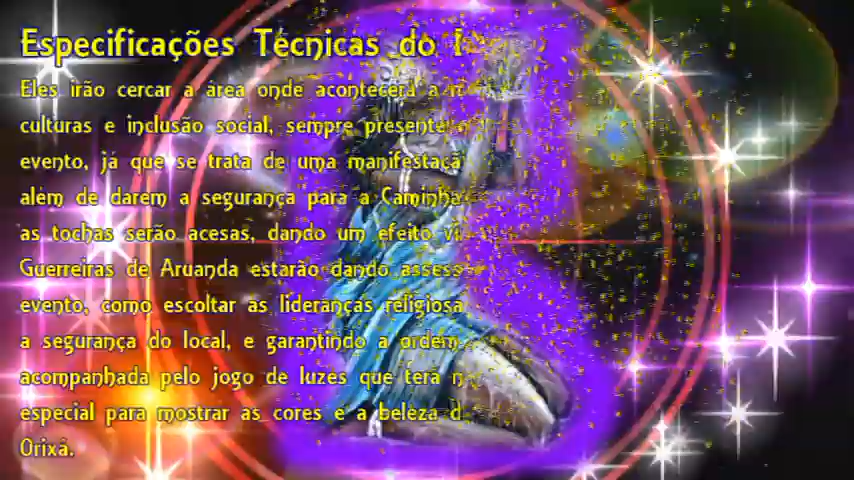 Especificações Técnicas do
Eles irão cercar a área onde acontecerá a
culturas e inclusão social, sempre presente
evento, já que se trata de uma manifestaçã
além de darem a segurança para a Caminha
as tochas serão acesas, dando um efeito vi
Guerreiras de Aruanda estarão dando assess
evento, como escoltar as lideranças religiosa
a segurança do local, e garantindo a ordem,
acompanhada pelo jogo de luzes que terá n
especial para mostrar as cores e a beleza d
Orixá.